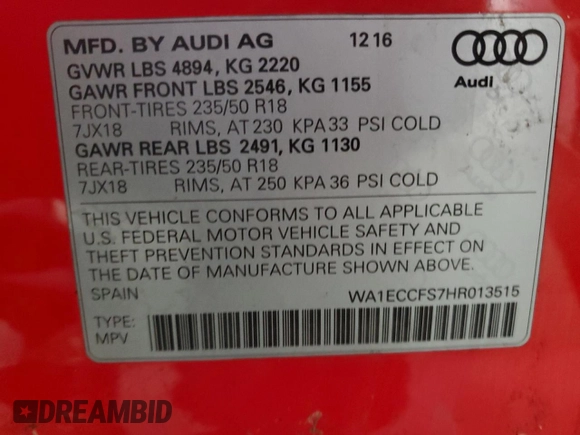 MFD. BY AUDI AG 12 16
GVWR LBS 4894, KG 2220
GAWR FRONT LBS 2546, KG 1155
Audi
FRONT-TIRES 235/50 R18
7JX18 RIMS, AT 230 KPA 33 PSI COLD
GAWR REAR LBS 2491, KG 1130
REAR-TIRES 235/50 R18
7JX18 RIMS, AT 250 KPA 36 PSI COLD
THIS VEHICLE CONFORMS TO ALL APPLICABLE
U.S. FEDERAL MOTOR VEHICLE SAFETY AND
THEFT PREVENTION STANDARDS IN EFFECT ON
THE DATE OF MANUFACTURE SHOWN ABOVE.
SPAIN WA1ECCFS7HR013515
TYPE:
MPV
DREAMBID